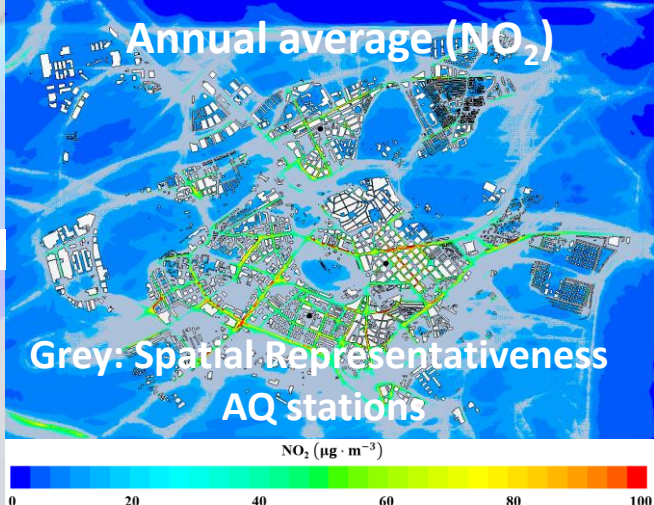 Annual average (NO₂)
Grey: Spatial Representativeness
AQ stations
NO₂ (µg · m⁻³)
0 20 40 60 80 100